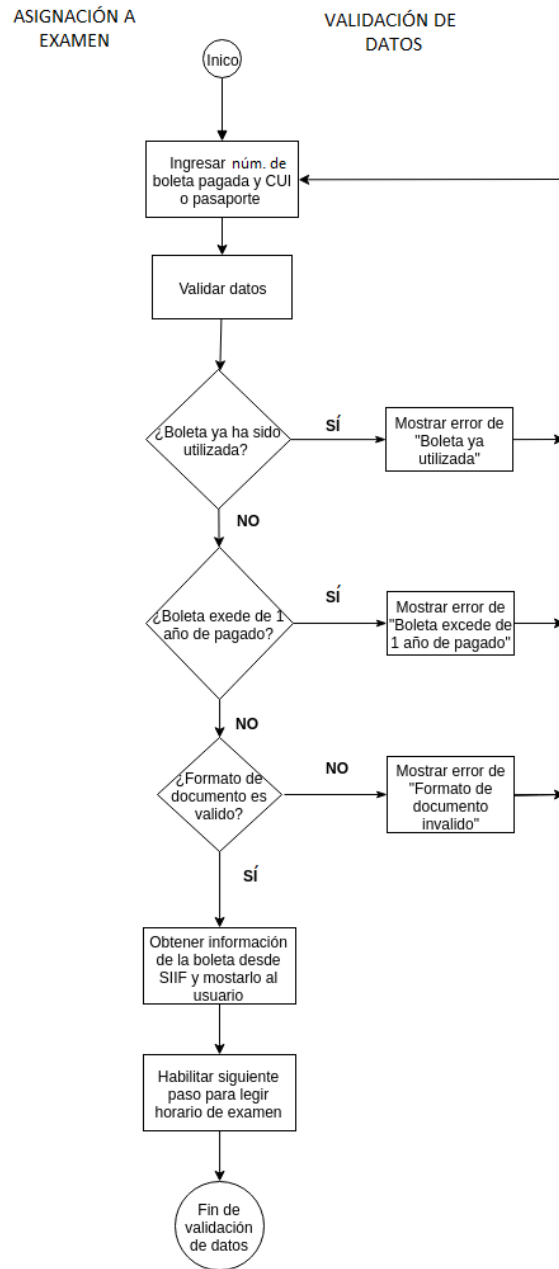 ASIGNACIÓN A
EXAMEN
VALIDACIÓN DE
DATOS
Inico
Ingresar núm. de
boleta pagada y CUI
o pasaporte
Validar datos
¿Boleta ya ha sido
utilizada?
SÍ
Mostrar error de
"Boleta ya
utilizada"
NO
¿Boleta exede de 1
año de pagado?
SÍ
Mostrar error de
"Boleta excede de
1 año de pagado"
NO
¿Formato de
documento es
valido?
NO
Mostrar error de
"Formato de
documento
invalido"
SÍ
Obtener información
de la boleta desde
SIIF y mostarlo al
usuario
Habilitar siguiente
paso para legir
horario de examen
Fin de
validación
de datos